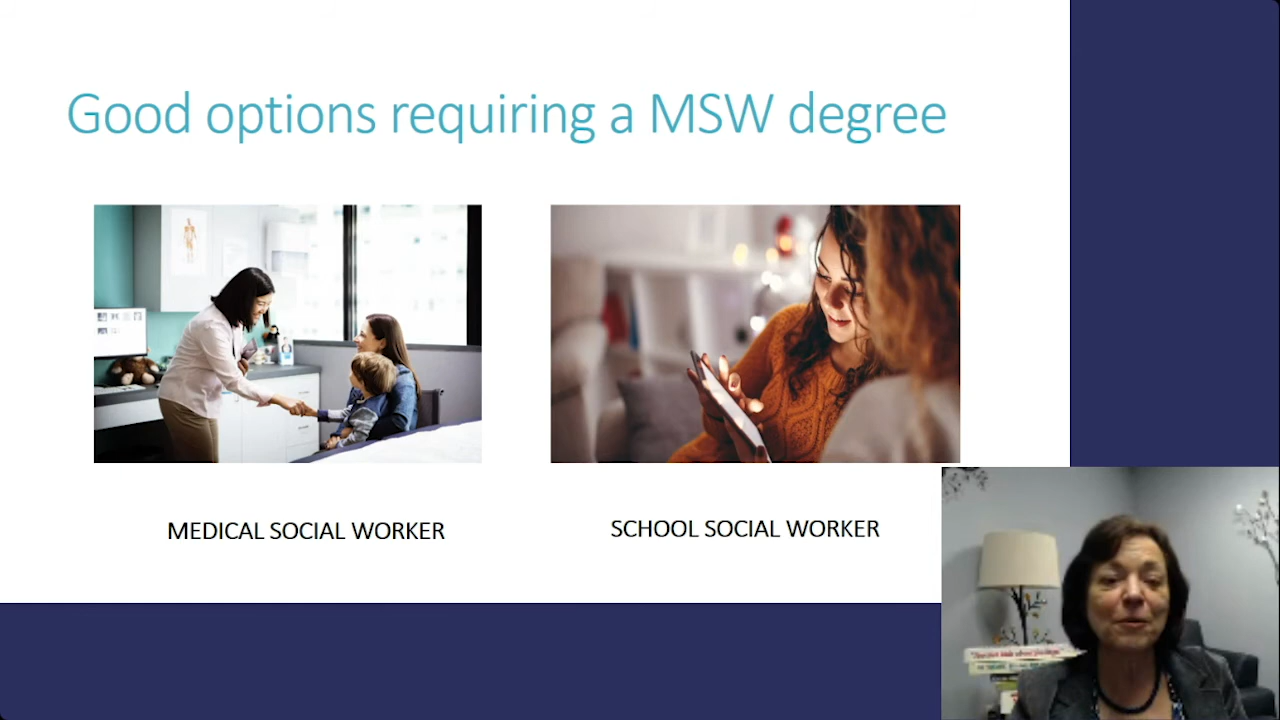 Good options requiring a MSW degree
MEDICAL SOCIAL WORKER
SCHOOL SOCIAL WORKER